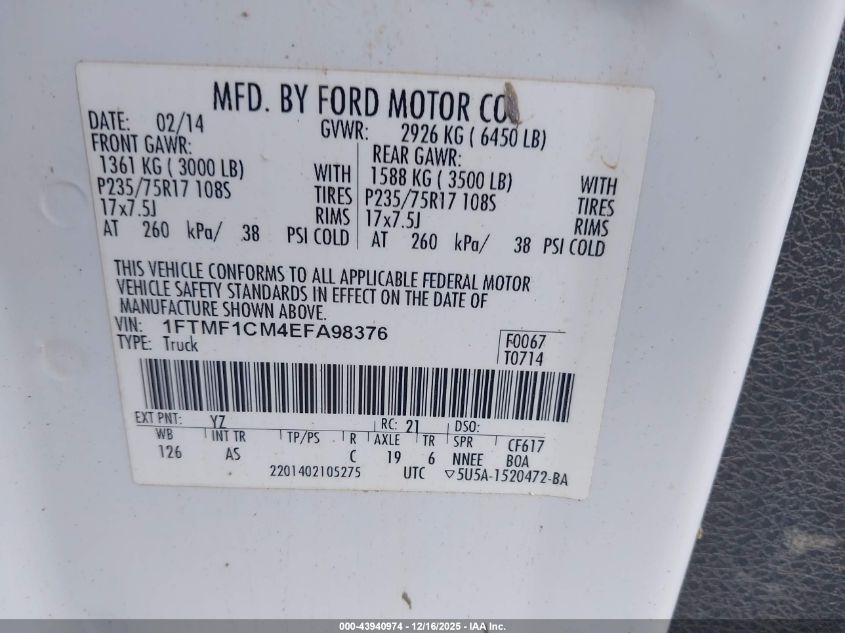 MFD. BY FORD MOTOR CO
DATE: 02/14 GVWR: 2926 KG ( 6450 LB)
FRONT GAWR: REAR GAWR:
1361 KG ( 3000 LB) WITH 1588 KG ( 3500 LB) WITH
P235/75R17 108S TIRES P235/75R17 108S TIRES
17x7.5J RIMS 17x7.5J RIMS
AT 260 kPa/ 38 PSI COLD AT 260 kPa/ 38 PSI COLD
THIS VEHICLE CONFORMS TO ALL APPLICABLE FEDERAL MOTOR
VEHICLE SAFETY STANDARDS IN EFFECT ON THE DATE OF
MANUFACTURE SHOWN ABOVE.
VIN: 1FTMF1CM4EFA98376 F0067
TYPE: Truck T0714
EXT PNT: YZ RC: 21 DSO:
WB INT TR TP/PS R AXLE TR SPR CF617
126 AS C 19 6 NNEE BOA
2201402105275 UTC ▽5U5A-1520472-BA
000-43940974 - 12/16/2025 - IAA Inc.